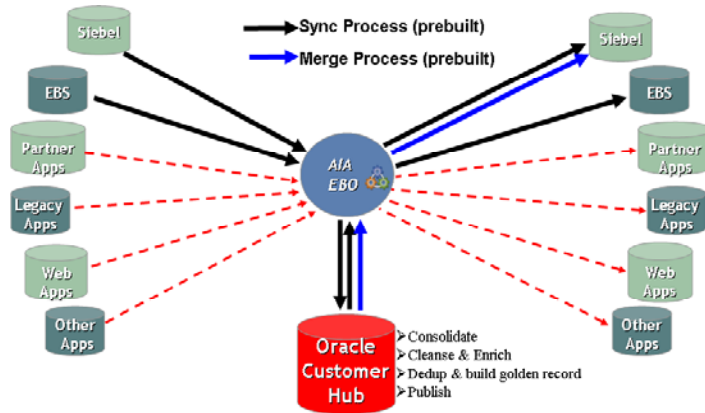 Siebel
Sync Process (prebuilt)
Merge Process (prebuilt)
Siebel
EBS
EBS
Partner
Apps
AIA
EBO
Partner
Apps
Legacy
Apps
Legacy
Apps
Web
Apps
Web
Apps
Other
Apps
Other
Apps
Oracle
Customer
Hub
➢Consolidate
➢Cleanse & Enrich
➢Dedup & build golden record
➢Publish